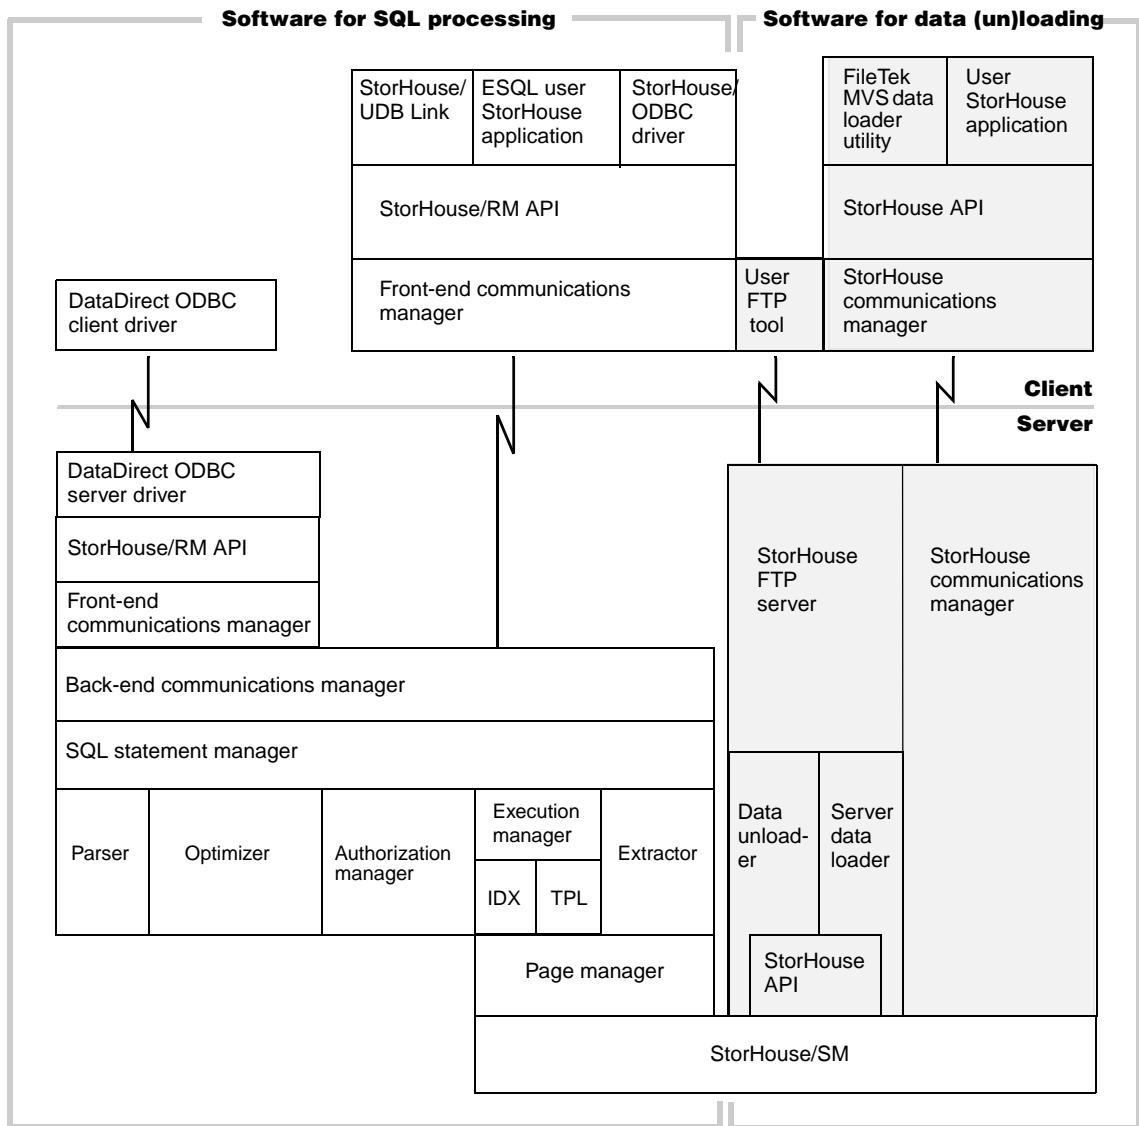 Software for SQL processing
Software for data (un)loading
StorHouse/
UDB Link
ESQL user
StorHouse
application
StorHouse/
ODBC
driver
FileTek
MVS data
loader
utility
User
StorHouse
application
StorHouse/RM API
StorHouse API
DataDirect ODBC
client driver
Front-end communications
manager
User
FTP
tool
StorHouse
communications
manager
Client
Server
DataDirect ODBC
server driver
StorHouse/RM API
Front-end
communications manager
StorHouse
FTP
server
StorHouse
communications
manager
Back-end communications manager
SQL statement manager
Parser
Optimizer
Authorization
manager
Execution
manager
IDX
TPL
Extractor
Data
unload-
er
Server
data
loader
Page manager
StorHouse
API
StorHouse/SM